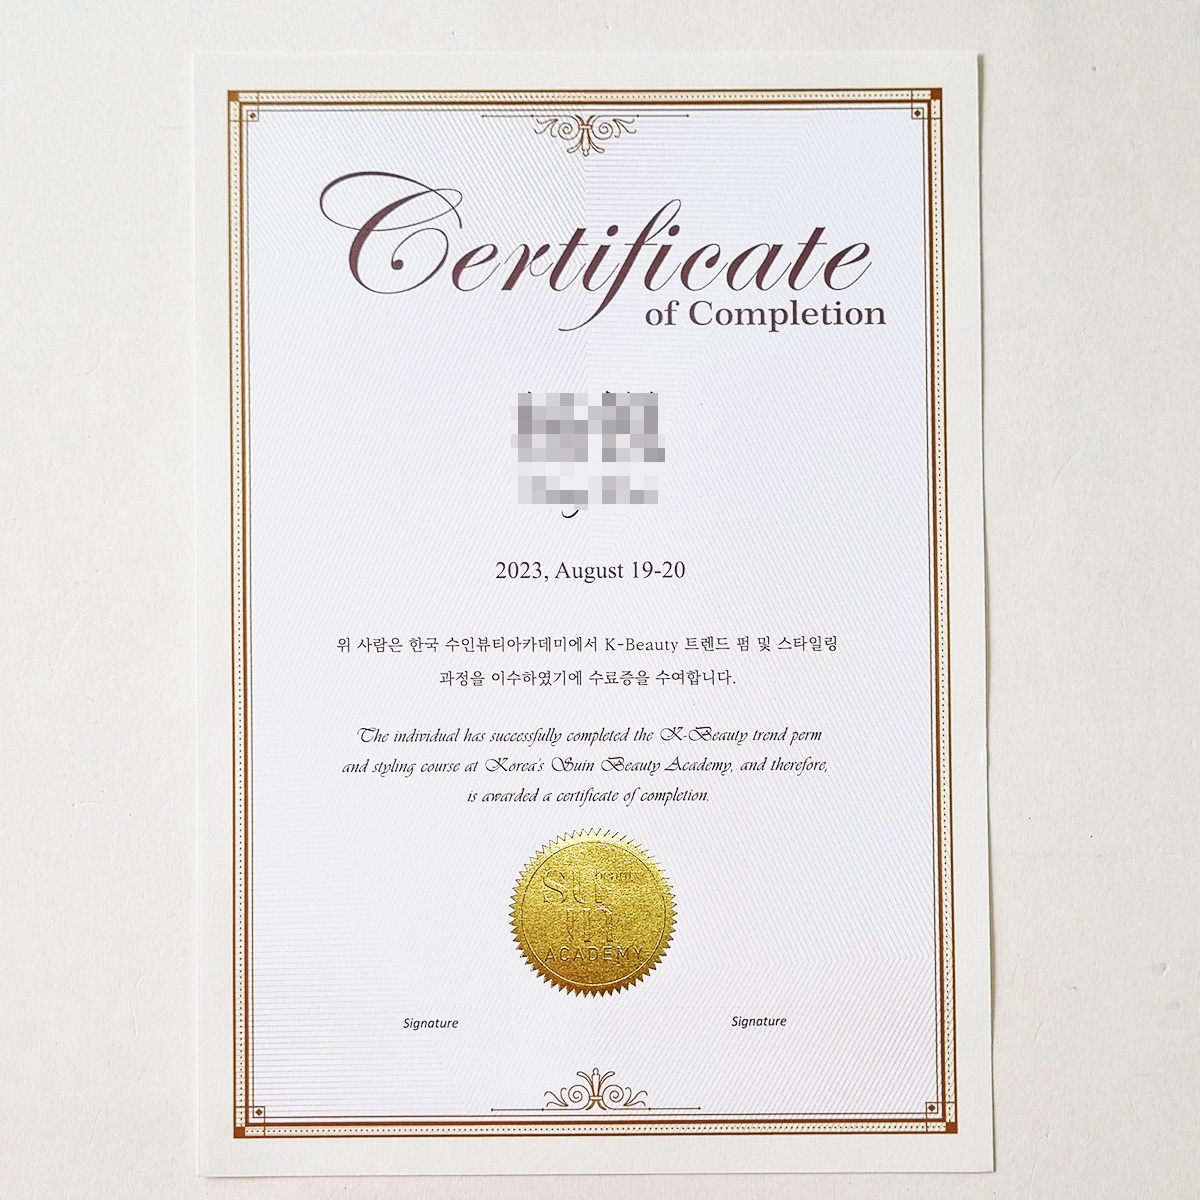 Certificate
of Completion
2023, August 19-20
위 사람은 한국 수인뷰티아카데미에서 K-Beauty 트렌드 펌 및 스타일링
과정을 이수하였기에 수료증을 수여합니다.
The individual has successfully completed the K-Beauty trend perm
and styling course at Korea's Suin Beauty Academy, and therefore,
is awarded a certificate of completion.
SU beauty
IN
ACADEMY
Signature
Signature